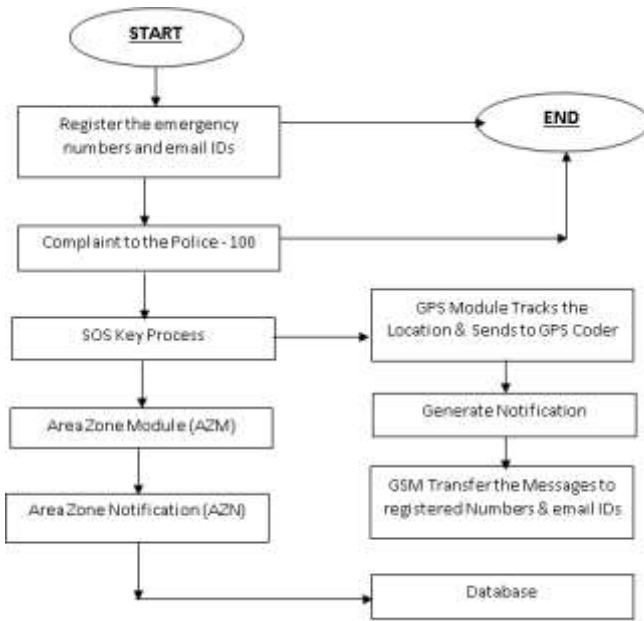 START
Register the emergency
numbers and email IDs
END
Complaint to the Police - 100
SOS Key Process
GPS Module Tracks the
Location & Sends to GPS Coder
Generate Notification
Area Zone Module (AZM)
GSM Transfer the Messages to
registered Numbers & email IDs
Area Zone Notification (AZN)
Database